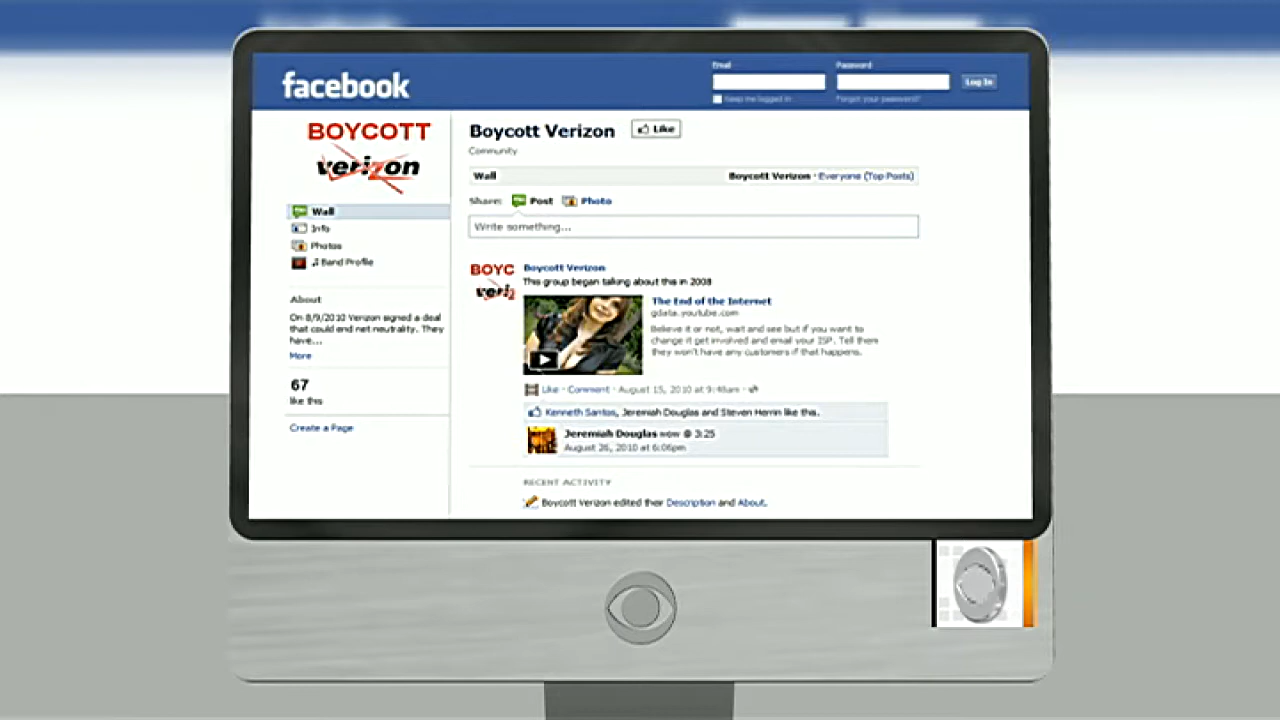 Email
Password
facebook
Log In
Keep me logged in
Forgot your password?
BOYCOTT
verizon
Wall
Info
Photos
Band Profile
About
On 8/9/2010 Verizon signed a deal
that could end net neutrality. They
have...
More
67
like this
Create a Page
Boycott Verizon
Like
Community
Wall
Boycott Verizon · Everyone (Top Posts)
Share: Post Photo
Write something...
BOYC
veriz
Boycott Verizon
This group began talking about this in 2008
The End of the Internet
gdata.youtube.com
Believe it or not, wait and see but if you want to
change it get involved and email your ISP. Tell them
they won't have any customers if that happens.
Like · Comment · August 15, 2010 at 9:48am ·
Kenneth Santos, Jeremiah Douglas and Steven Herrin like this.
Jeremiah Douglas wow @ 3:25
August 26, 2010 at 6:06pm
RECENT ACTIVITY
Boycott Verizon edited their Description and About.